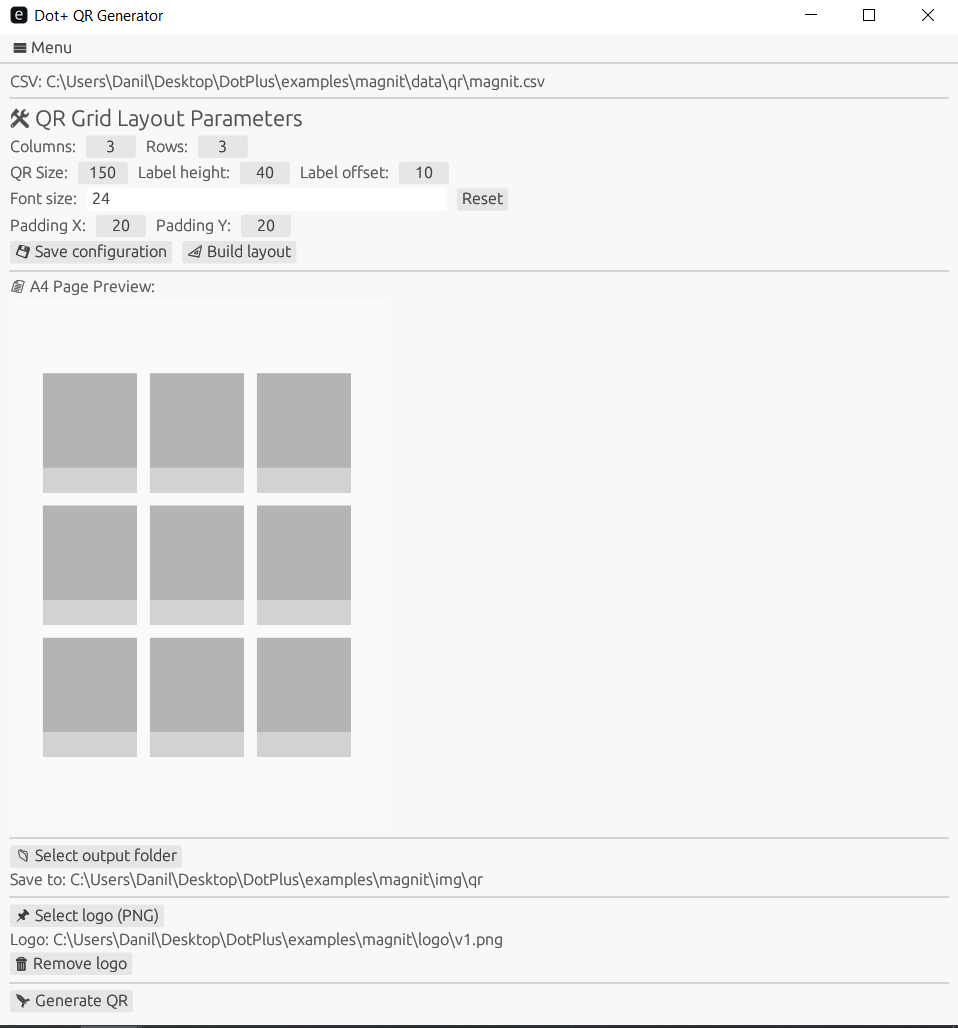 e Dot+ QR Generator
Menu
CSV: C:\Users\Danil\Desktop\DotPlus\examples\magnit\data\qr\magnit.csv
QR Grid Layout Parameters
Columns: 3 Rows: 3
QR Size: 150 Label height: 40 Label offset: 10
Font size: 24 Reset
Padding X: 20 Padding Y: 20
Save configuration Build layout
A4 Page Preview:
Select output folder
Save to: C:\Users\Danil\Desktop\DotPlus\examples\magnit\img\qr
Select logo (PNG)
Logo: C:\Users\Danil\Desktop\DotPlus\examples\magnit\logo\v1.png
Remove logo
Generate QR